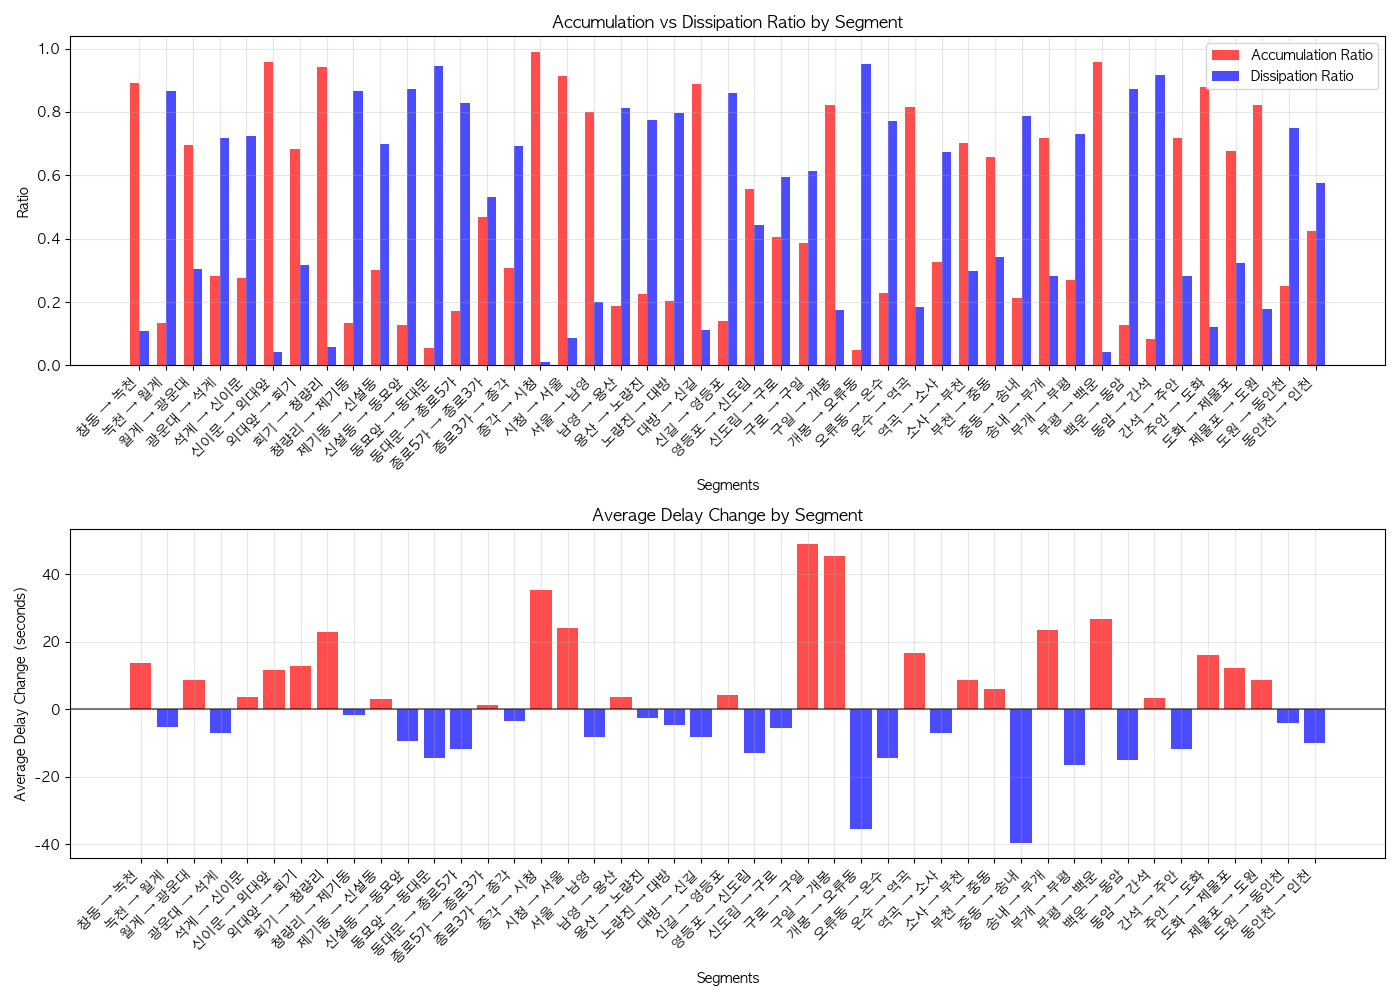 Accumulation vs Dissipation Ratio by Segment
Ratio
1.0
0.8
0.6
0.4
0.2
0.0
Accumulation Ratio
Dissipation Ratio
창동 → 녹천
녹천 → 월계
월계 → 광운대
광운대 → 석계
석계 → 신이문
신이문 → 외대앞
외대앞 → 회기
회기 → 청량리
청량리 → 제기동
제기동 → 신설동
신설동 → 동묘앞
동묘앞 → 동대문
동대문 → 종로5가
종로5가 → 종로3가
종로3가 → 종각
종각 → 시청
시청 → 서울
서울 → 남영
남영 → 용산
용산 → 노량진
노량진 → 대방
대방 → 신길
신길 → 영등포
영등포 → 신도림
신도림 → 구로
구로 → 구일
구일 → 개봉
개봉 → 오류동
오류동 → 온수
온수 → 역곡
역곡 → 소사
소사 → 부천
부천 → 중동
중동 → 송내
송내 → 부개
부개 → 부평
부평 → 백운
백운 → 동암
동암 → 간석
간석 → 주안
주안 → 도화
도화 → 제물포
제물포 → 도원
도원 → 동인천
동인천 → 인천
Segments
Average Delay Change by Segment
Average Delay Change (seconds)
40
20
0
-20
-40
창동 → 녹천
녹천 → 월계
월계 → 광운대
광운대 → 석계
석계 → 신이문
신이문 → 외대앞
외대앞 → 회기
회기 → 청량리
청량리 → 제기동
제기동 → 신설동
신설동 → 동묘앞
동묘앞 → 동대문
동대문 → 종로5가
종로5가 → 종로3가
종로3가 → 종각
종각 → 시청
시청 → 서울
서울 → 남영
남영 → 용산
용산 → 노량진
노량진 → 대방
대방 → 신길
신길 → 영등포
영등포 → 신도림
신도림 → 구로
구로 → 구일
구일 → 개봉
개봉 → 오류동
오류동 → 온수
온수 → 역곡
역곡 → 소사
소사 → 부천
부천 → 중동
중동 → 송내
송내 → 부개
부개 → 부평
부평 → 백운
백운 → 동암
동암 → 간석
간석 → 주안
주안 → 도화
도화 → 제물포
제물포 → 도원
도원 → 동인천
동인천 → 인천
Segments